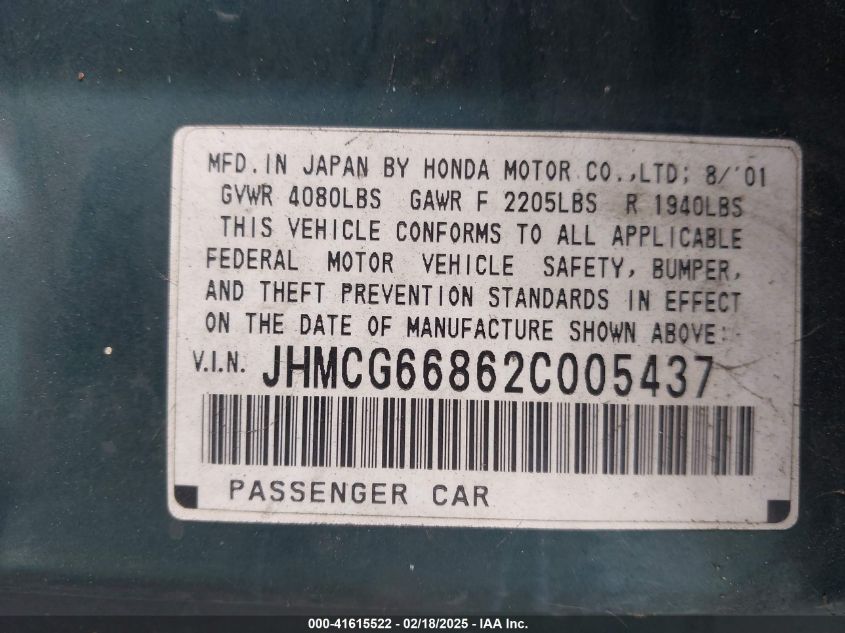 MFD. IN JAPAN BY HONDA MOTOR CO.,LTD; 8/'01
GVWR 4080LBS GAWR F 2205LBS R 1940LBS
THIS VEHICLE CONFORMS TO ALL APPLICABLE
FEDERAL MOTOR VEHICLE SAFETY, BUMPER,
AND THEFT PREVENTION STANDARDS IN EFFECT
ON THE DATE OF MANUFACTURE SHOWN ABOVE:
V.I.N. JHMCG66862C005437
PASSENGER CAR
000-41615522 - 02/18/2025 - IAA Inc.